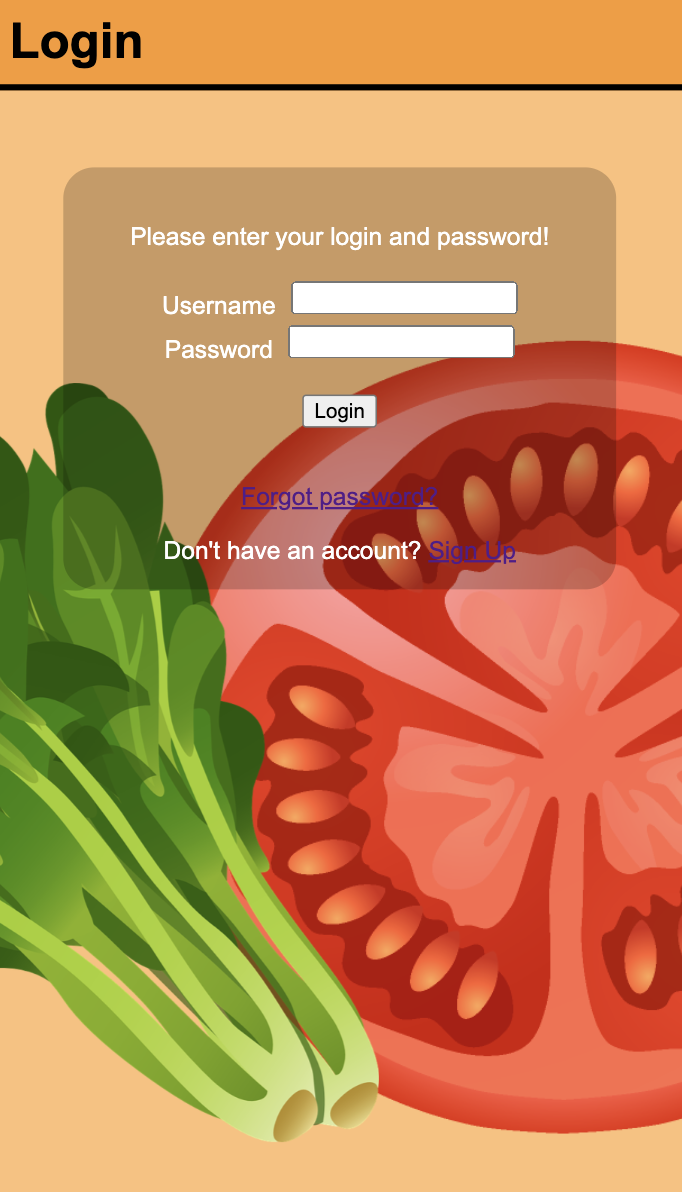 Login
Please enter your login and password!
Username
Password
Login
Forgot password?
Don't have an account? Sign Up